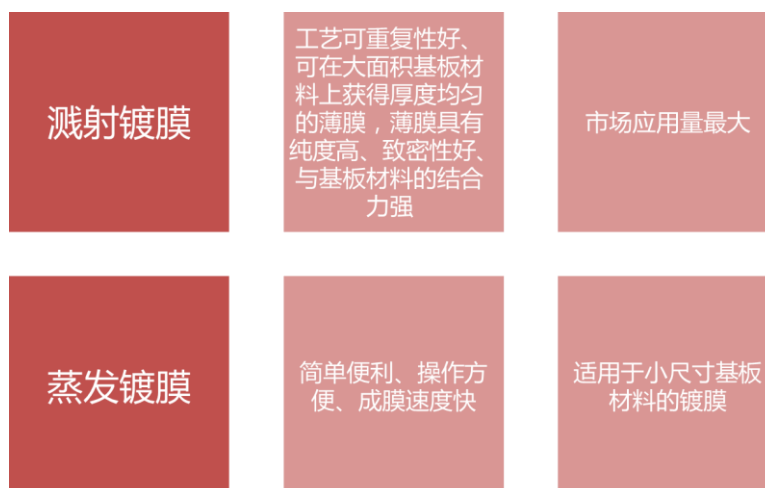 溅射镀膜
工艺可重复性好、
可在大面积基板材
料上获得厚度均匀
的薄膜，薄膜具有
纯度高、致密性好、
与基板材料的结合
力强
市场应用量最大
蒸发镀膜
简单便利、操作方
便、成膜速度快
适用于小尺寸基板
材料的镀膜